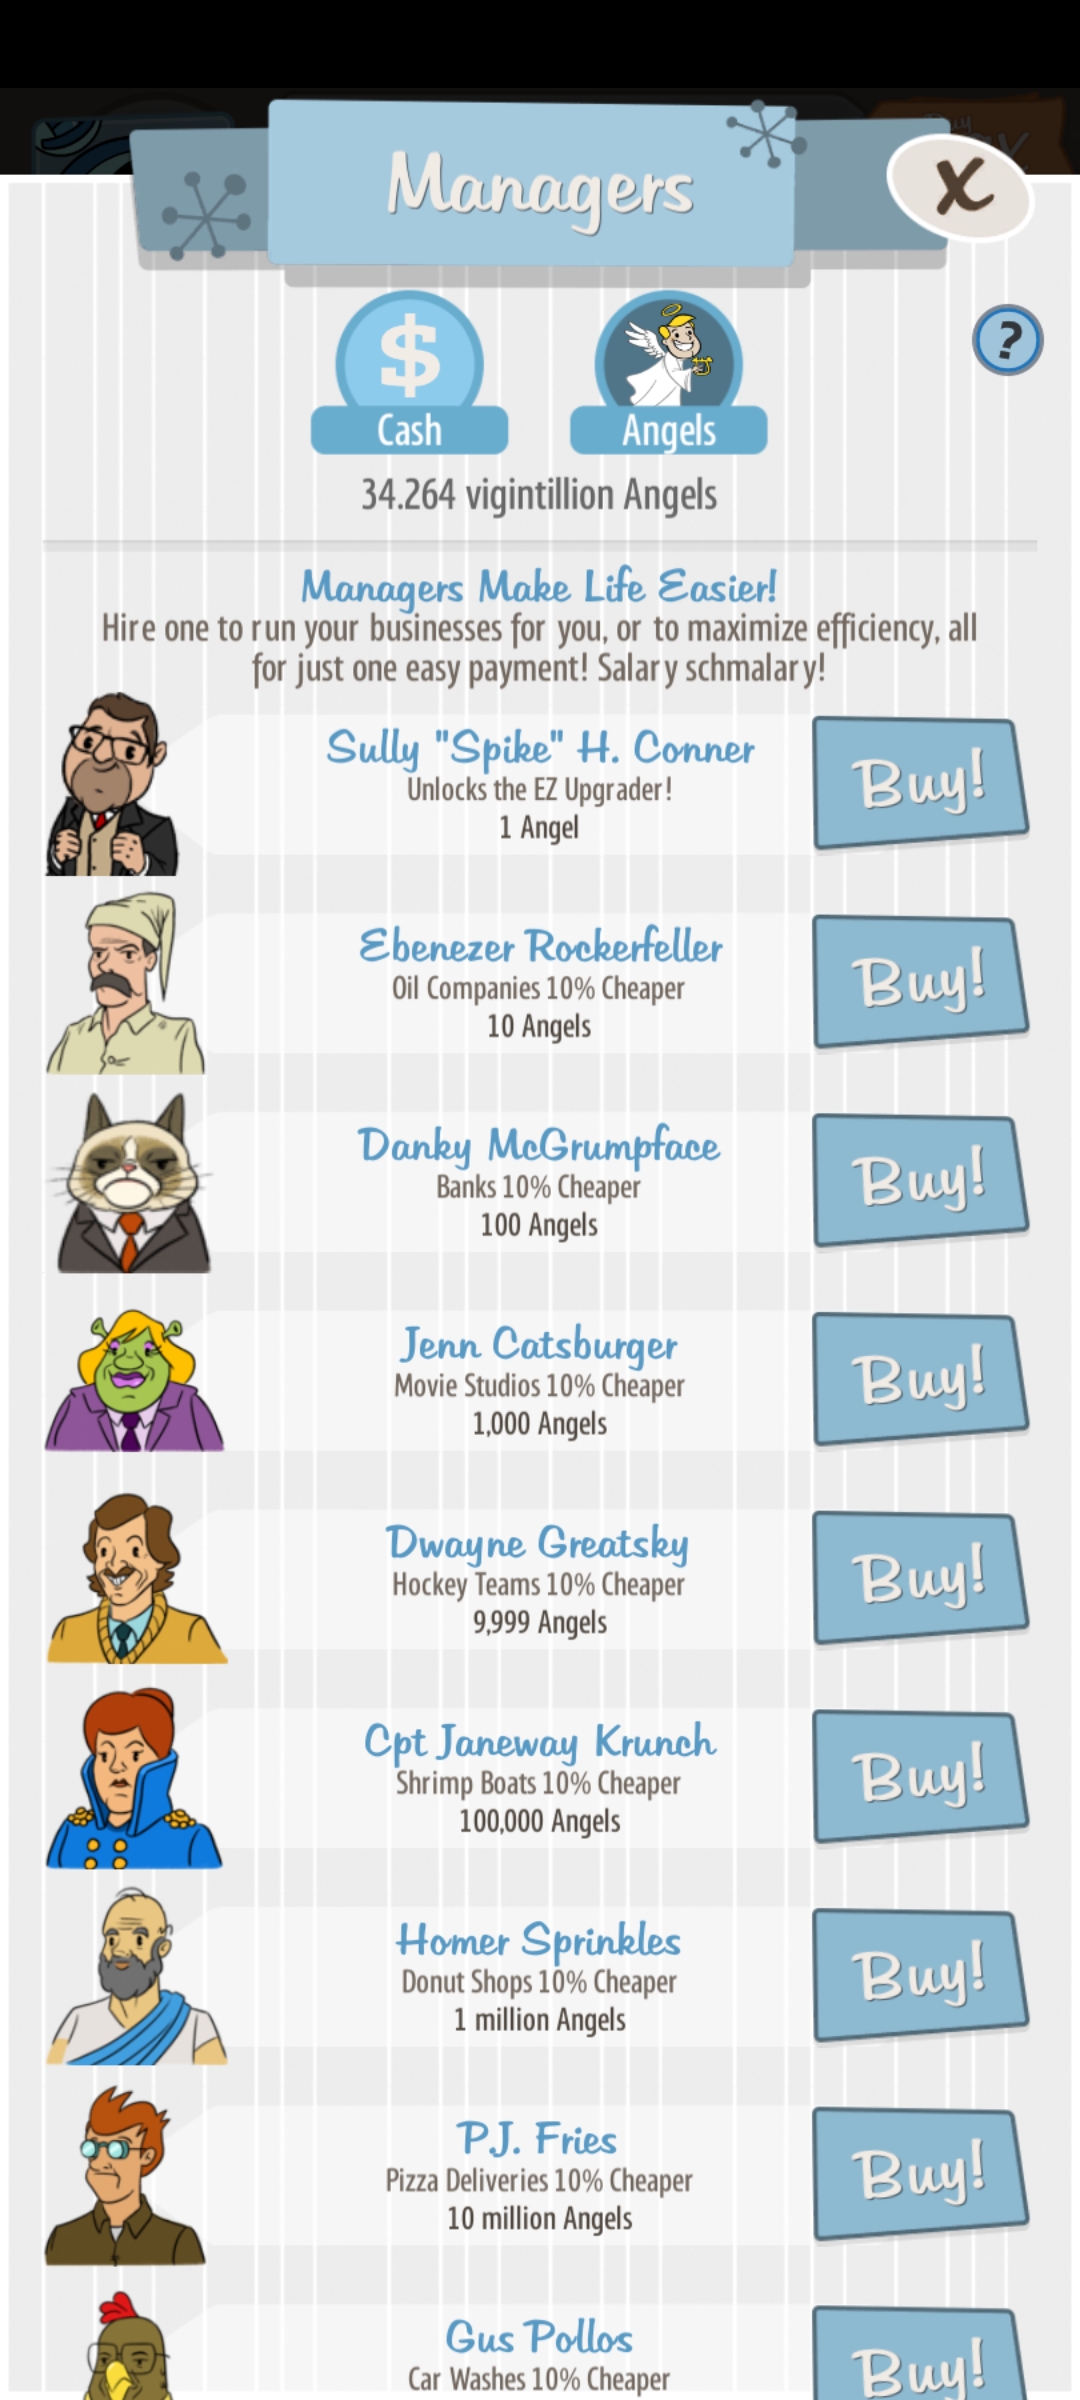 Buy
Managers
X
$
?
Cash
Angels
34.264 vigintillion Angels
Managers Make Life Easier!
Hire one to run your businesses for you, or to maximize efficiency, all
for just one easy payment! Salary schmalary!
Sully "Spike" H. Conner
Unlocks the EZ Upgrader!
1 Angel
Buy!
Ebenezer Rockerfeller
Oil Companies 10% Cheaper
10 Angels
Buy!
Danky McGrumpface
Banks 10% Cheaper
100 Angels
Buy!
Jenn Catsburger
Movie Studios 10% Cheaper
1,000 Angels
Buy!
Dwayne Greatsky
Hockey Teams 10% Cheaper
9,999 Angels
Buy!
Cpt Janeway Krunch
Shrimp Boats 10% Cheaper
100,000 Angels
Buy!
Homer Sprinkles
Donut Shops 10% Cheaper
1 million Angels
Buy!
P.J. Fries
Pizza Deliveries 10% Cheaper
10 million Angels
Buy!
Gus Pollos
Car Washes 10% Cheaper
Buy!